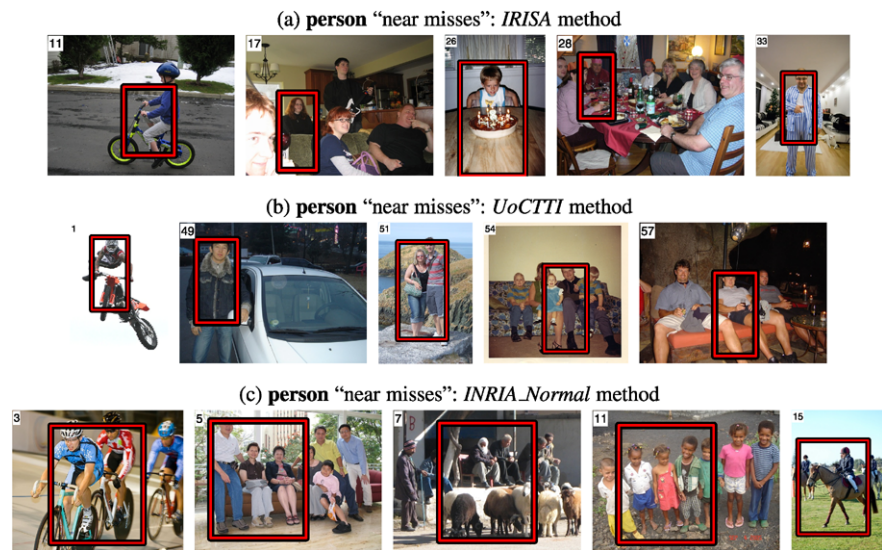 (a) person “near misses”: IRISA method
11 17 26 28 33
(b) person “near misses”: UoCTTI method
1 49 51 54 57
(c) person “near misses”: INRIA_Normal method
3 5 7 11 15
B